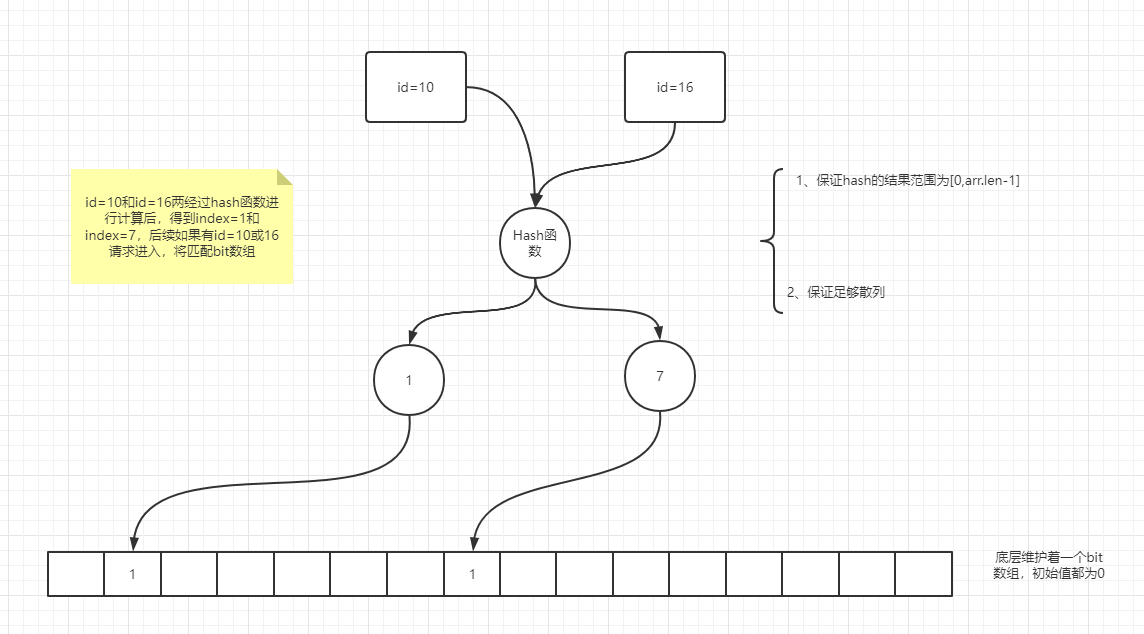 id=10
id=16
1、保证hash的结果范围为[0,arr.len-1]
id=10和id=16两经过hash函数进
行计算后，得到index=1和
index=7，后续如果有id=10或16
请求进入，将匹配bit数组
Hash函
数
2、保证足够散列
1
7
底层维护着一个bit
数组，初始值都为0
1
1